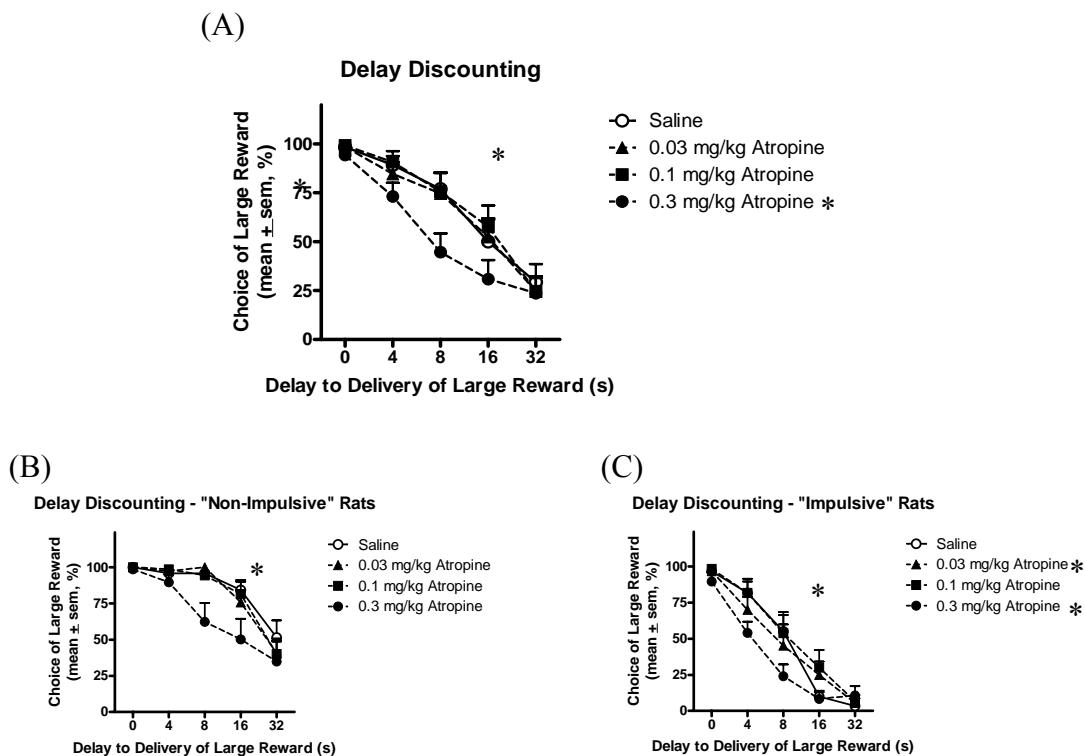 (A)
Delay Discounting
Choice of Large Reward
(mean ± sem, %)
100
75
50
25
0
*
*
0 4 8 16 32
Delay to Delivery of Large Reward (s)
Saline
0.03 mg/kg Atropine
0.1 mg/kg Atropine
0.3 mg/kg Atropine *
(B)
Delay Discounting - "Non-Impulsive" Rats
Choice of Large Reward
(mean ± sem, %)
100
75
50
25
0
*
0 4 8 16 32
Delay to Delivery of Large Reward (s)
Saline
0.03 mg/kg Atropine
0.1 mg/kg Atropine
0.3 mg/kg Atropine
(C)
Delay Discounting - "Impulsive" Rats
Choice of Large Reward
(mean ± sem, %)
100
75
50
25
0
*
0 4 8 16 32
Delay to Delivery of Large Reward (s)
Saline
0.03 mg/kg Atropine *
0.1 mg/kg Atropine
0.3 mg/kg Atropine *